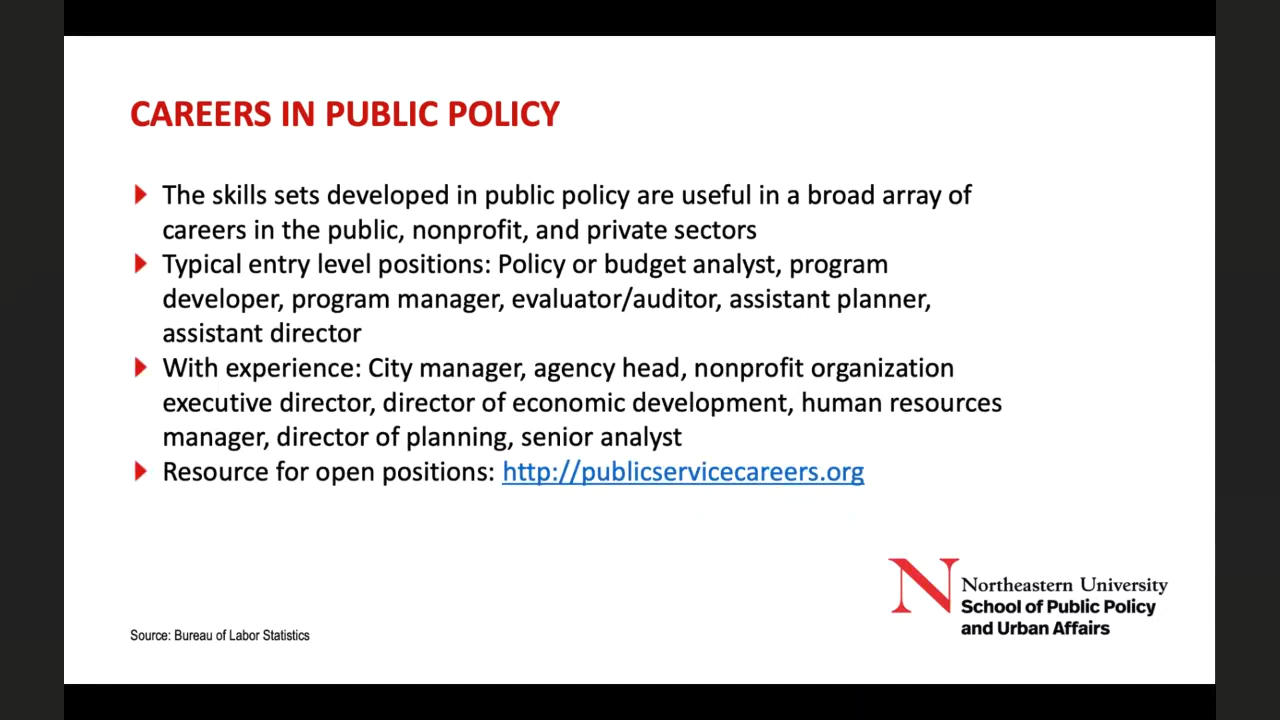 CAREERS IN PUBLIC POLICY
The skills sets developed in public policy are useful in a broad array of
careers in the public, nonprofit, and private sectors
Typical entry level positions: Policy or budget analyst, program
developer, program manager, evaluator/auditor, assistant planner,
assistant director
With experience: City manager, agency head, nonprofit organization
executive director, director of economic development, human resources
manager, director of planning, senior analyst
Resource for open positions: http://publicservicecareers.org
N
Northeastern University
School of Public Policy
and Urban Affairs
Source: Bureau of Labor Statistics